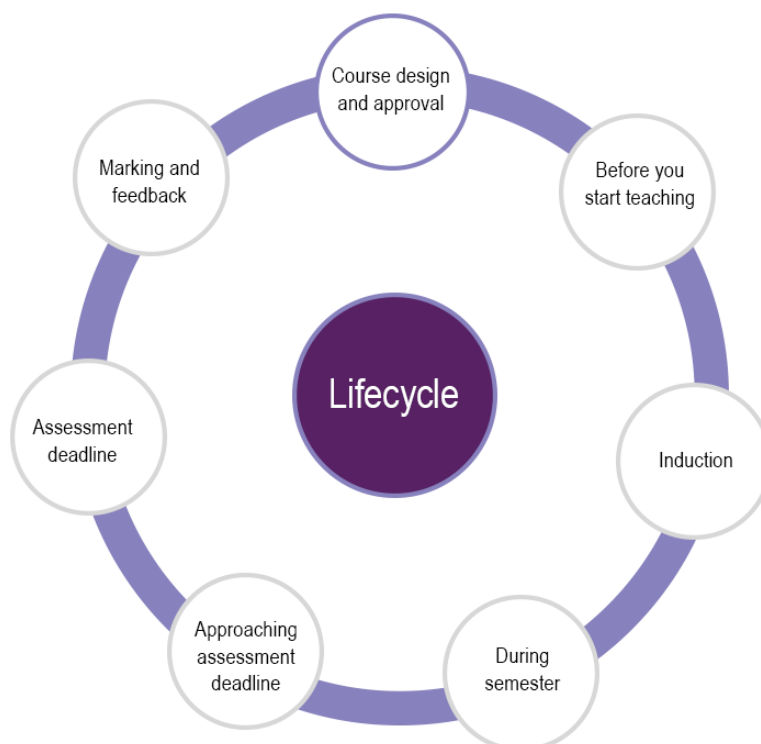 Course design
and approval
Before you
start teaching
Induction
During
semester
Approaching
assessment
deadline
Assessment
deadline
Marking and
feedback
Lifecycle